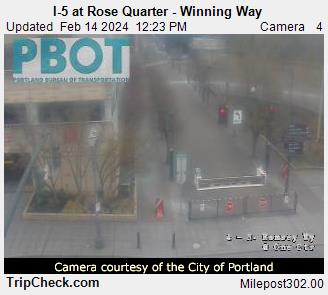 I-5 at Rose Quarter - Winning Way
Updated Feb 14 2024 12:23 PM Camera 4
PBOT
PORTLAND BUREAU OF TRANSPORTATION
Camera courtesy of the City of Portland
TripCheck.com Milepost302.00